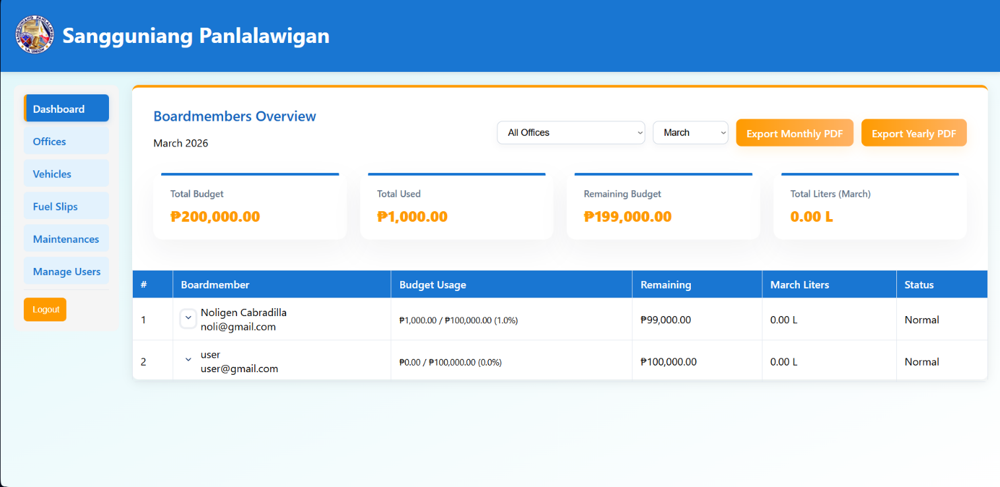 Sangguniang Panlalawigan
Dashboard
Offices
Vehicles
Fuel Slips
Maintenances
Manage Users
Logout
Boardmembers Overview
March 2026
All Offices
March
Export Monthly PDF
Export Yearly PDF
Total Budget
₱200,000.00
Total Used
₱1,000.00
Remaining Budget
₱199,000.00
Total Liters (March)
0.00 L
# Boardmember Budget Usage Remaining March Liters Status
1 Noligen Cabradilla ₱1,000.00 / ₱100,000.00 (1.0%) ₱99,000.00 0.00 L Normal
noli@gmail.com
2 user ₱0.00 / ₱100,000.00 (0.0%) ₱100,000.00 0.00 L Normal
user@gmail.com